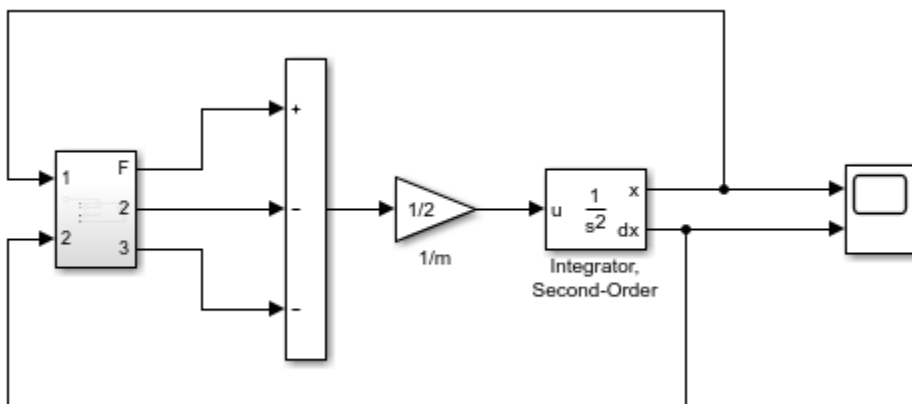 1
2
F
2
3
+
−
−
1/2
1/m
u
1
s2
x
dx
Integrator,
Second-Order